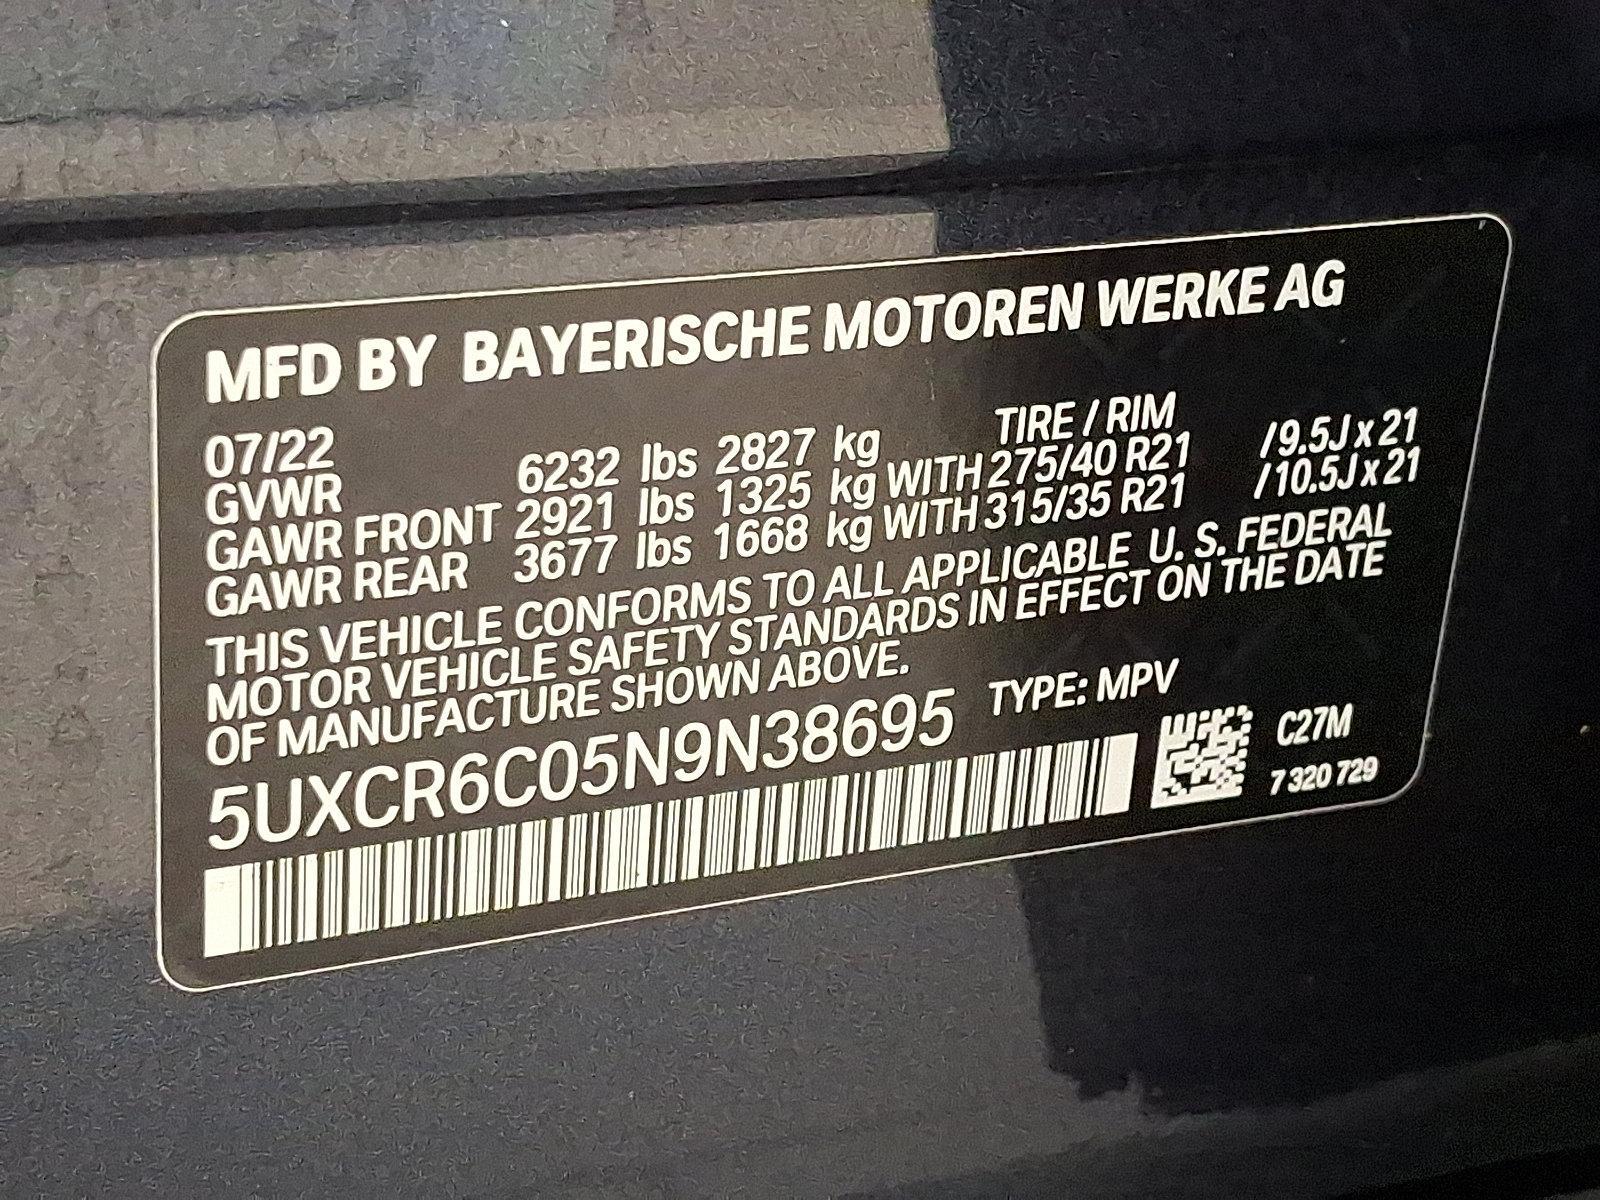 MFD BY BAYERISCHE MOTOREN WERKE AG
07/22 TIRE / RIM
GVWR 6232 lbs 2827 kg
GAWR FRONT 2921 lbs 1325 kg WITH 275/40 R21 /9.5J x 21
GAWR REAR 3677 lbs 1668 kg WITH 315/35 R21 /10.5J x 21
THIS VEHICLE CONFORMS TO ALL APPLICABLE U. S. FEDERAL
MOTOR VEHICLE SAFETY STANDARDS IN EFFECT ON THE DATE
OF MANUFACTURE SHOWN ABOVE.
5UXCR6C05N9N38695 TYPE: MPV
C27M
7 320 729